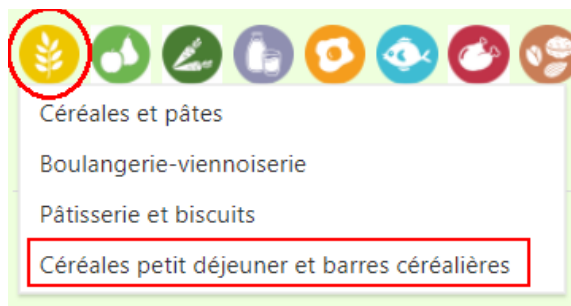 Céréales et pâtes
Boulangerie-viennoiserie
Pâtisserie et biscuits
Céréales petit déjeuner et barres céréalières